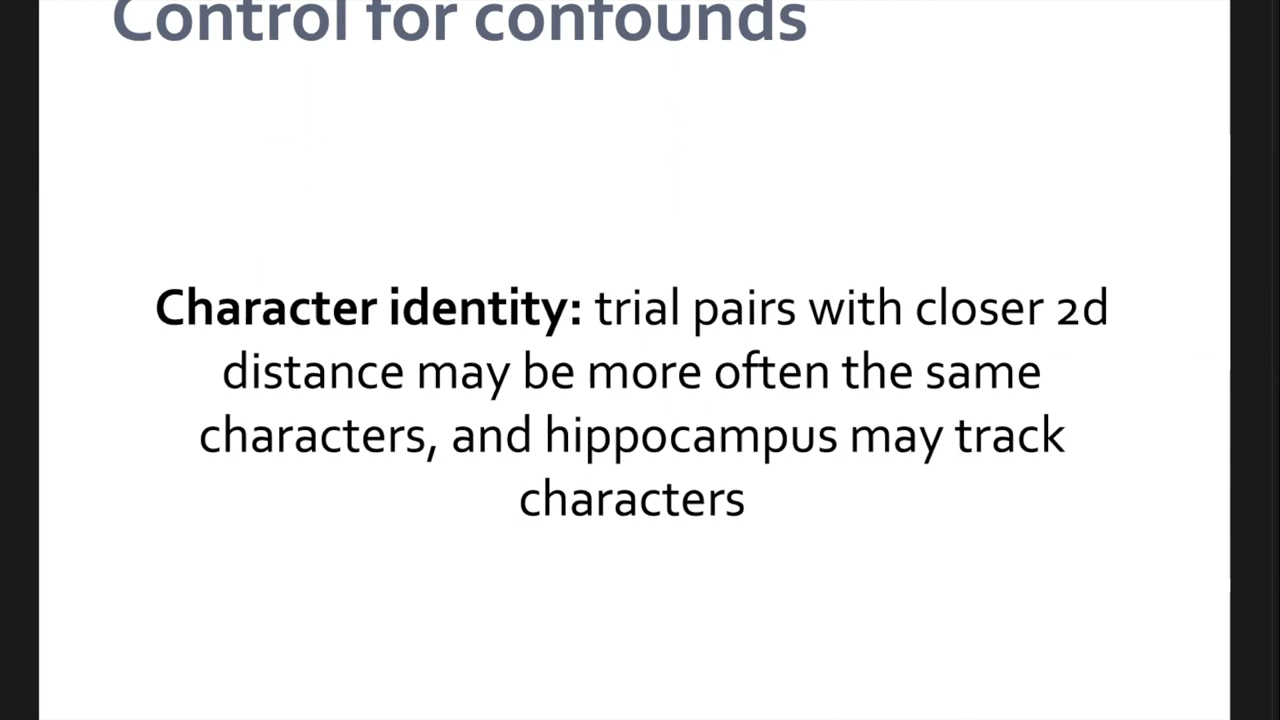 Control for confounds
Character identity: trial pairs with closer 2d
distance may be more often the same
characters, and hippocampus may track
characters